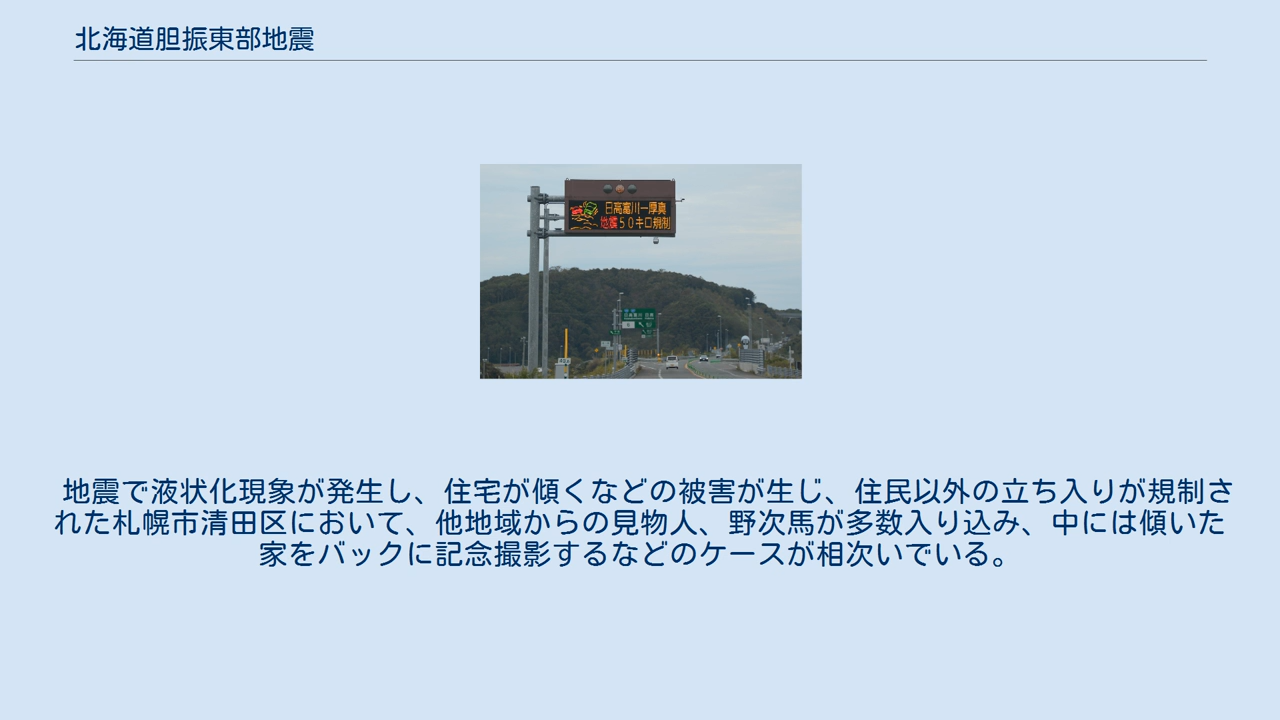 北海道胆振東部地震
日高富川ー厚真
地震50キロ規制
地震で液状化現象が発生し、住宅が傾くなどの被害が生じ、住民以外の立ち入りが規制さ
れた札幌市清田区において、他地域からの見物人、野次馬が多数入り込み、中には傾いた
家をバックに記念撮影するなどのケースが相次いでいる。